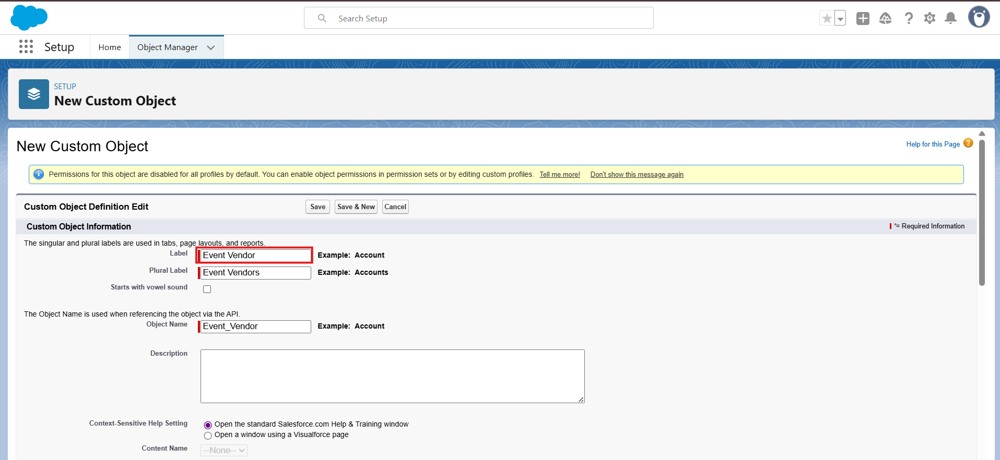 Search Setup
Setup Home Object Manager
SETUP
New Custom Object
New Custom Object
Help for this Page
Permissions for this object are disabled for all profiles by default. You can enable object permissions in permission sets or by editing custom profiles. Tell me more! Don't show this message again
Custom Object Definition Edit Save Save & New Cancel
Custom Object Information *= Required Information
The singular and plural labels are used in tabs, page layouts, and reports.
Label Event Vendor Example: Account
Plural Label Event Vendors Example: Accounts
Starts with vowel sound
The Object Name is used when referencing the object via the API.
Object Name Event_Vendor Example: Account
Description
Context-Sensitive Help Setting Open the standard Salesforce.com Help & Training window
Open a window using a Visualforce page
Content Name --None--